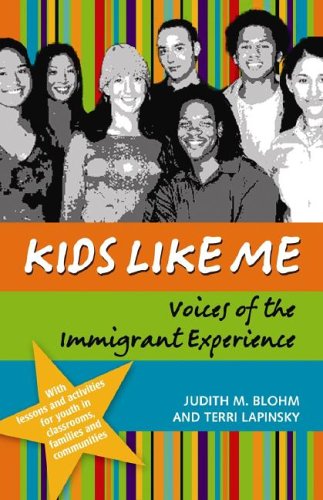 KIDS LIKE ME
Voices of the
Immigrant Experience
With
lessons and activities
for youth in
classrooms,
families and
communities
JUDITH M. BLOHM
AND TERRI LAPINSKY